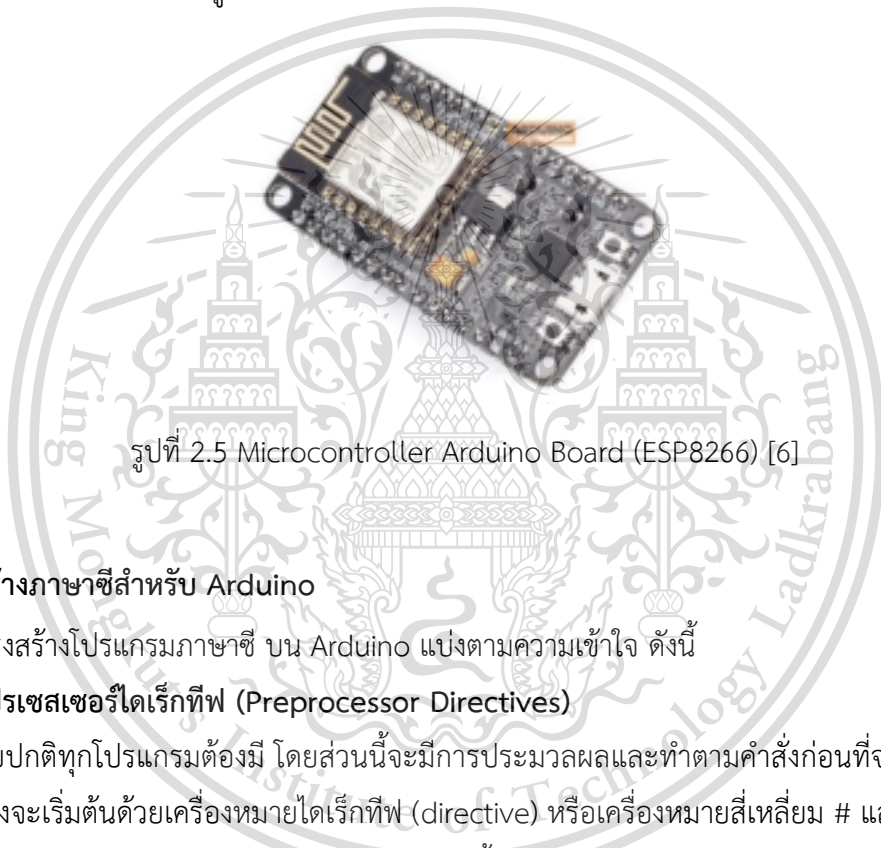 รูปที่ 2.5 Microcontroller Arduino Board (ESP8266) [6]
King Mongkut's Institute of Technology Ladkrabang
ร้างภาษาซีสำหรับ Arduino
งสร้างโปรแกรมภาษาซี บน Arduino แบ่งตามความเข้าใจ ดังนี้
ปรเซสเซอร์ไดเร็กทีฟ (Preprocessor Directives)
ยปกติทุกโปรแกรมต้องมี โดยส่วนนี้จะมีการประมวลผลและทำตามคำสั่งก่อนที่จ
งจะเริ่มต้นด้วยเครื่องหมายไดเร็กทีฟ (directive) หรือเครื่องหมายสี่เหลี่ยม # แล